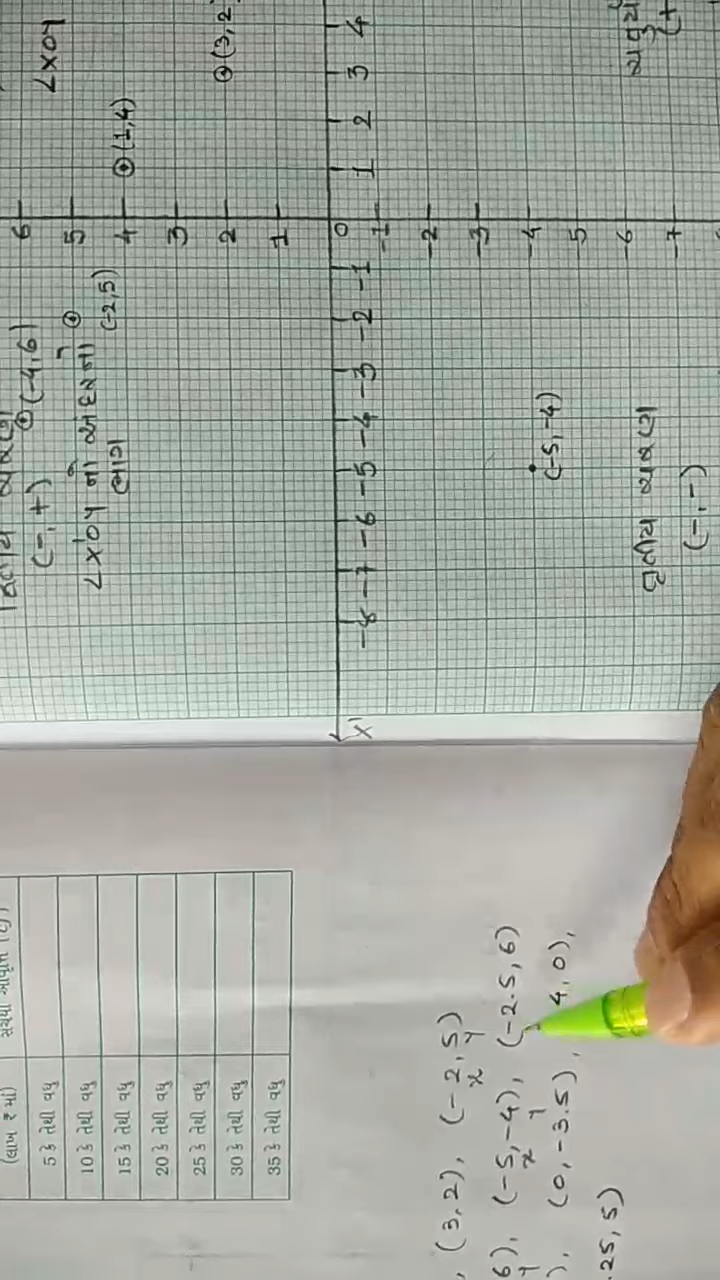 ∠XOY
(3,2
(1,4)
(-4,6)
(-,+)
∠X'OY નો અંદરનો
ભાગ
(-2,5)
6
5
4
3
2
1
0
1
2
3
4
-1
-2
-3
-4
-5
-6
-7
-8 -7 -6 -5 -4 -3 -2 -1
X'
(-5,-4)
તૃતીય ચરણ
(-,-)
(લાખ ₹ માં)
5 કે તેથી વધુ
10 કે તેથી વધુ
15 કે તેથી વધુ
20 કે તેથી વધુ
25 કે તેથી વધુ
30 કે તેથી વધુ
35 કે તેથી વધુ
, (3,2), (-2,5)
x y
6), (-5,-4), (-2.5,6)
y x y
), (0,-3.5), 4,0),
.25,5)